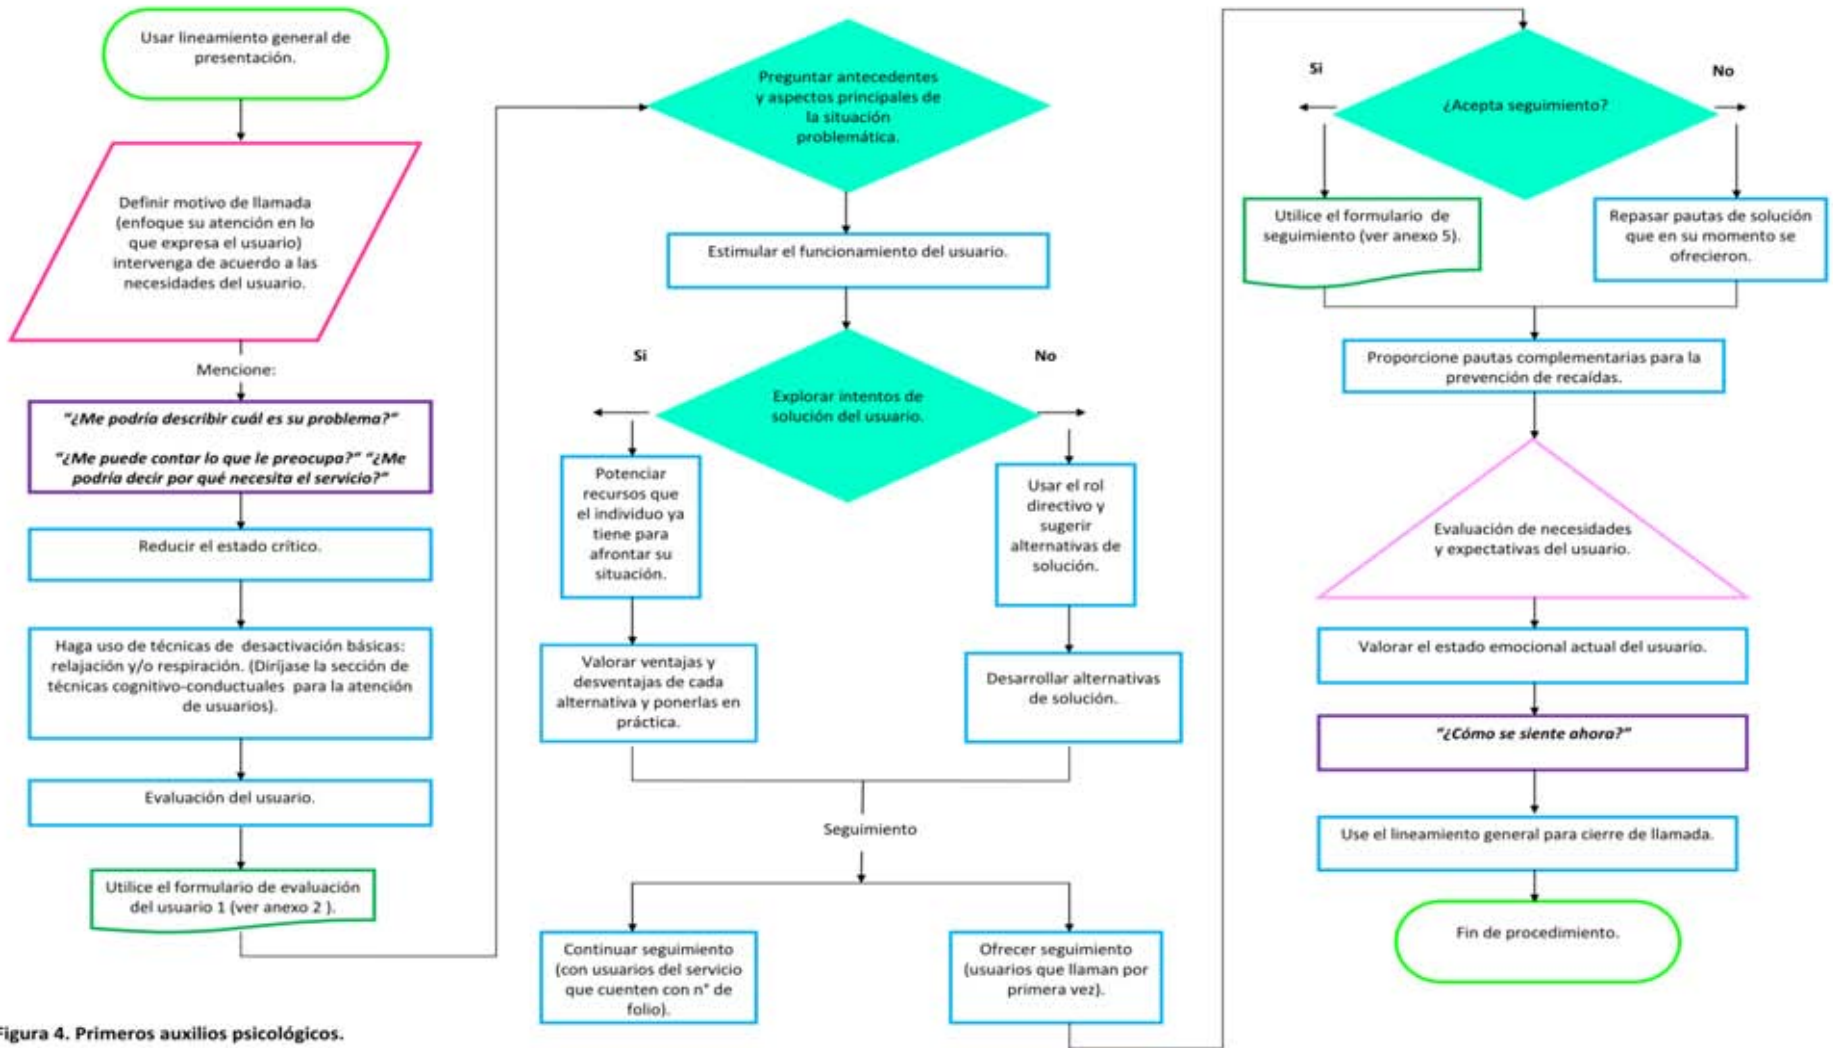 Usar lineamiento general de
presentación.
Definir motivo de llamada
(enfoque su atención en lo
que expresa el usuario)
intervenga de acuerdo a las
necesidades del usuario.
Mencione:
"¿Me podría describir cuál es su problema?"
"¿Me puede contar lo que le preocupa?" "¿Me
podría decir por qué necesita el servicio?"
Reducir el estado crítico.
Haga uso de técnicas de desactivación básicas:
relajación y/o respiración. (Diríjase la sección de
técnicas cognitivo-conductuales para la atención
de usuarios).
Evaluación del usuario.
Utilice el formulario de evaluación
del usuario 1 (ver anexo 2 ).
Preguntar antecedentes
y aspectos principales de
la situación
problemática.
Estimular el funcionamiento del usuario.
Si
No
Explorar intentos de
solución del usuario.
Potenciar
recursos que
el individuo ya
tiene para
afrontar su
situación.
Usar el rol
directivo y
sugerir
alternativas de
solución.
Valorar ventajas y
desventajas de cada
alternativa y ponerlas en
práctica.
Desarrollar alternativas
de solución.
Seguimiento
Continuar seguimiento
(con usuarios del servicio
que cuenten con n° de
folio).
Ofrecer seguimiento
(usuarios que llaman por
primera vez).
Si
No
¿Acepta seguimiento?
Utilice el formulario de
seguimiento (ver anexo 5).
Repasar pautas de solución
que en su momento se
ofrecieron.
Proporcione pautas complementarias para la
prevención de recaídas.
Evaluación de necesidades
y expectativas del usuario.
Valorar el estado emocional actual del usuario.
"¿Cómo se siente ahora?"
Use el lineamiento general para cierre de llamada.
Fin de procedimiento.
Figura 4. Primeros auxilios psicológicos.